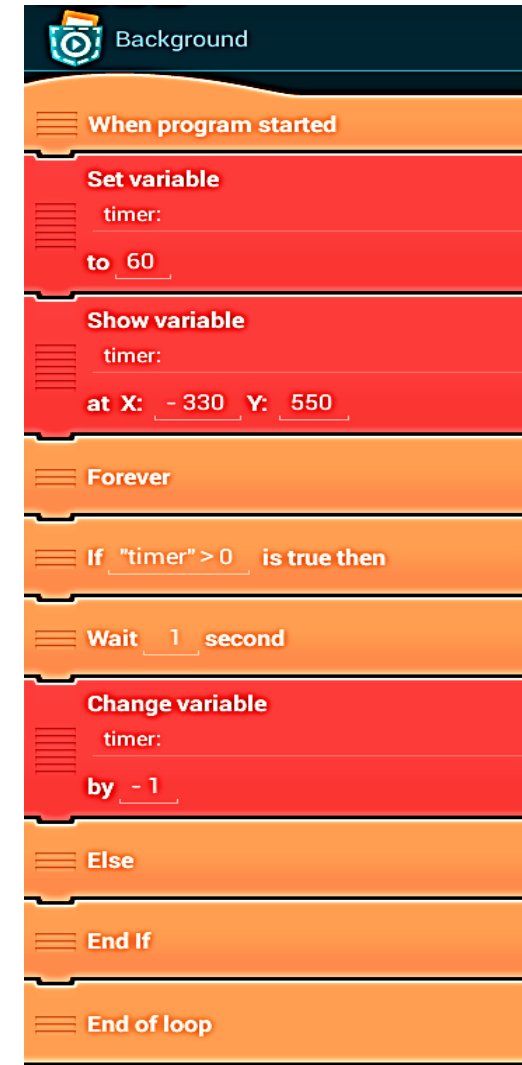 Background
When program started
Set variable
timer:
to 60
Show variable
timer:
at X: - 330 Y: 550
Forever
If "timer" > 0 is true then
Wait 1 second
Change variable
timer:
by - 1
Else
End If
End of loop